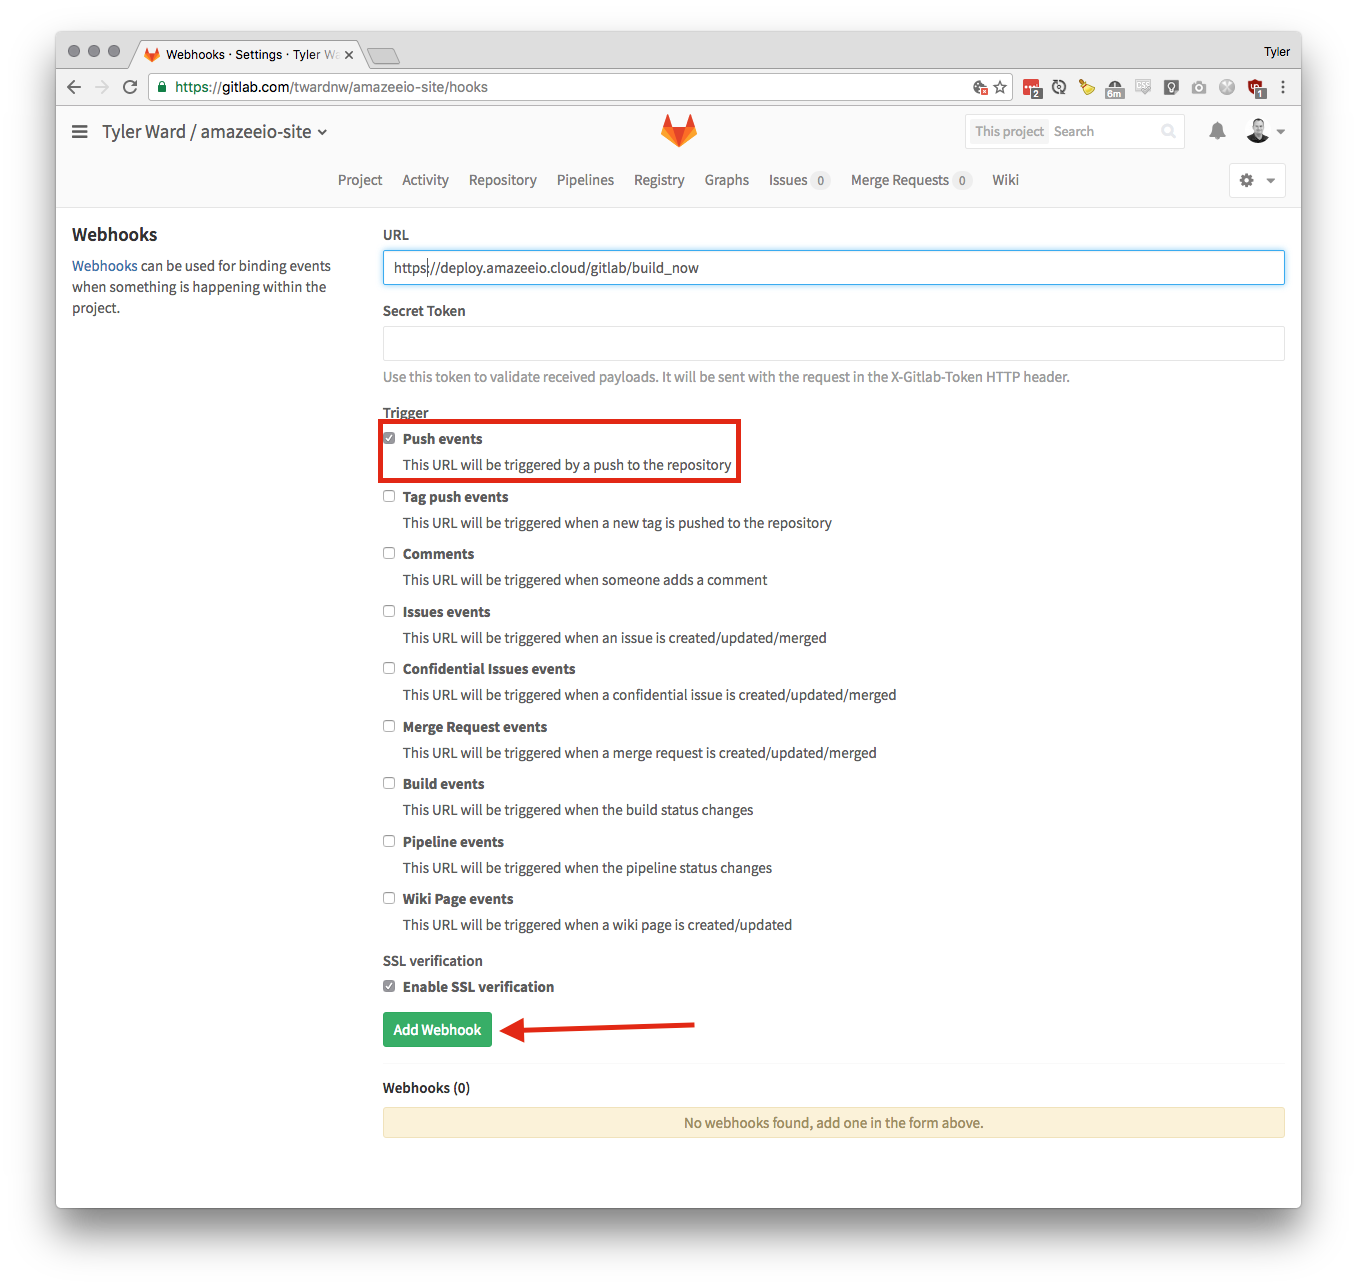 Webhooks · Settings · Tyler Wa
Tyler
https://gitlab.com/twardnw/amazeeio-site/hooks
2
6m
CSS
1
Tyler Ward / amazeeio-site
This project Search
Project Activity Repository Pipelines Registry Graphs Issues 0 Merge Requests 0 Wiki
Webhooks
Webhooks can be used for binding events
when something is happening within the
project.
URL
https://deploy.amazeeio.cloud/gitlab/build_now
Secret Token
Use this token to validate received payloads. It will be sent with the request in the X-Gitlab-Token HTTP header.
Trigger
Push events
This URL will be triggered by a push to the repository
Tag push events
This URL will be triggered when a new tag is pushed to the repository
Comments
This URL will be triggered when someone adds a comment
Issues events
This URL will be triggered when an issue is created/updated/merged
Confidential Issues events
This URL will be triggered when a confidential issue is created/updated/merged
Merge Request events
This URL will be triggered when a merge request is created/updated/merged
Build events
This URL will be triggered when the build status changes
Pipeline events
This URL will be triggered when the pipeline status changes
Wiki Page events
This URL will be triggered when a wiki page is created/updated
SSL verification
Enable SSL verification
Add Webhook
Webhooks (0)
No webhooks found, add one in the form above.